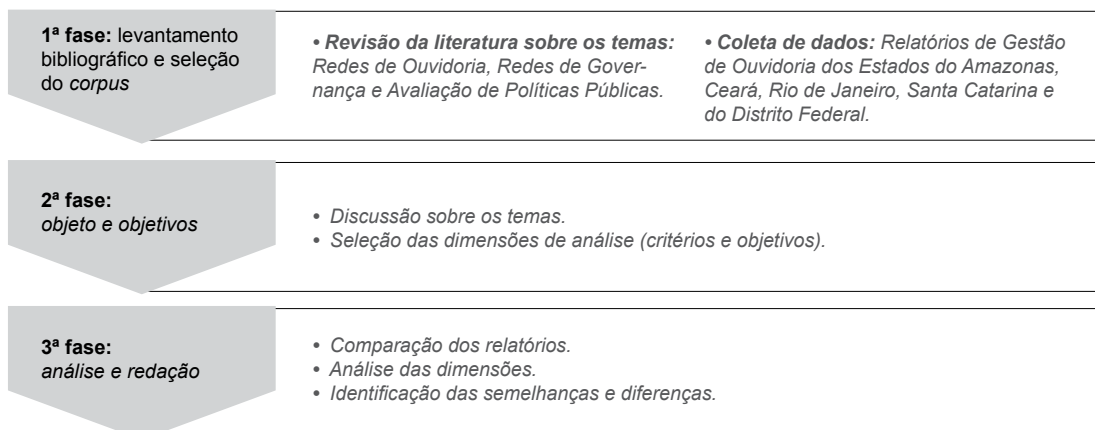 1ª fase: levantamento
bibliográfico e seleção
do corpus
• Revisão da literatura sobre os temas:
Redes de Ouvidoria, Redes de Gover-
nança e Avaliação de Políticas Públicas.
• Coleta de dados: Relatórios de Gestão
de Ouvidoria dos Estados do Amazonas,
Ceará, Rio de Janeiro, Santa Catarina e
do Distrito Federal.
2ª fase:
objeto e objetivos
• Discussão sobre os temas.
• Seleção das dimensões de análise (critérios e objetivos).
3ª fase:
análise e redação
• Comparação dos relatórios.
• Análise das dimensões.
• Identificação das semelhanças e diferenças.